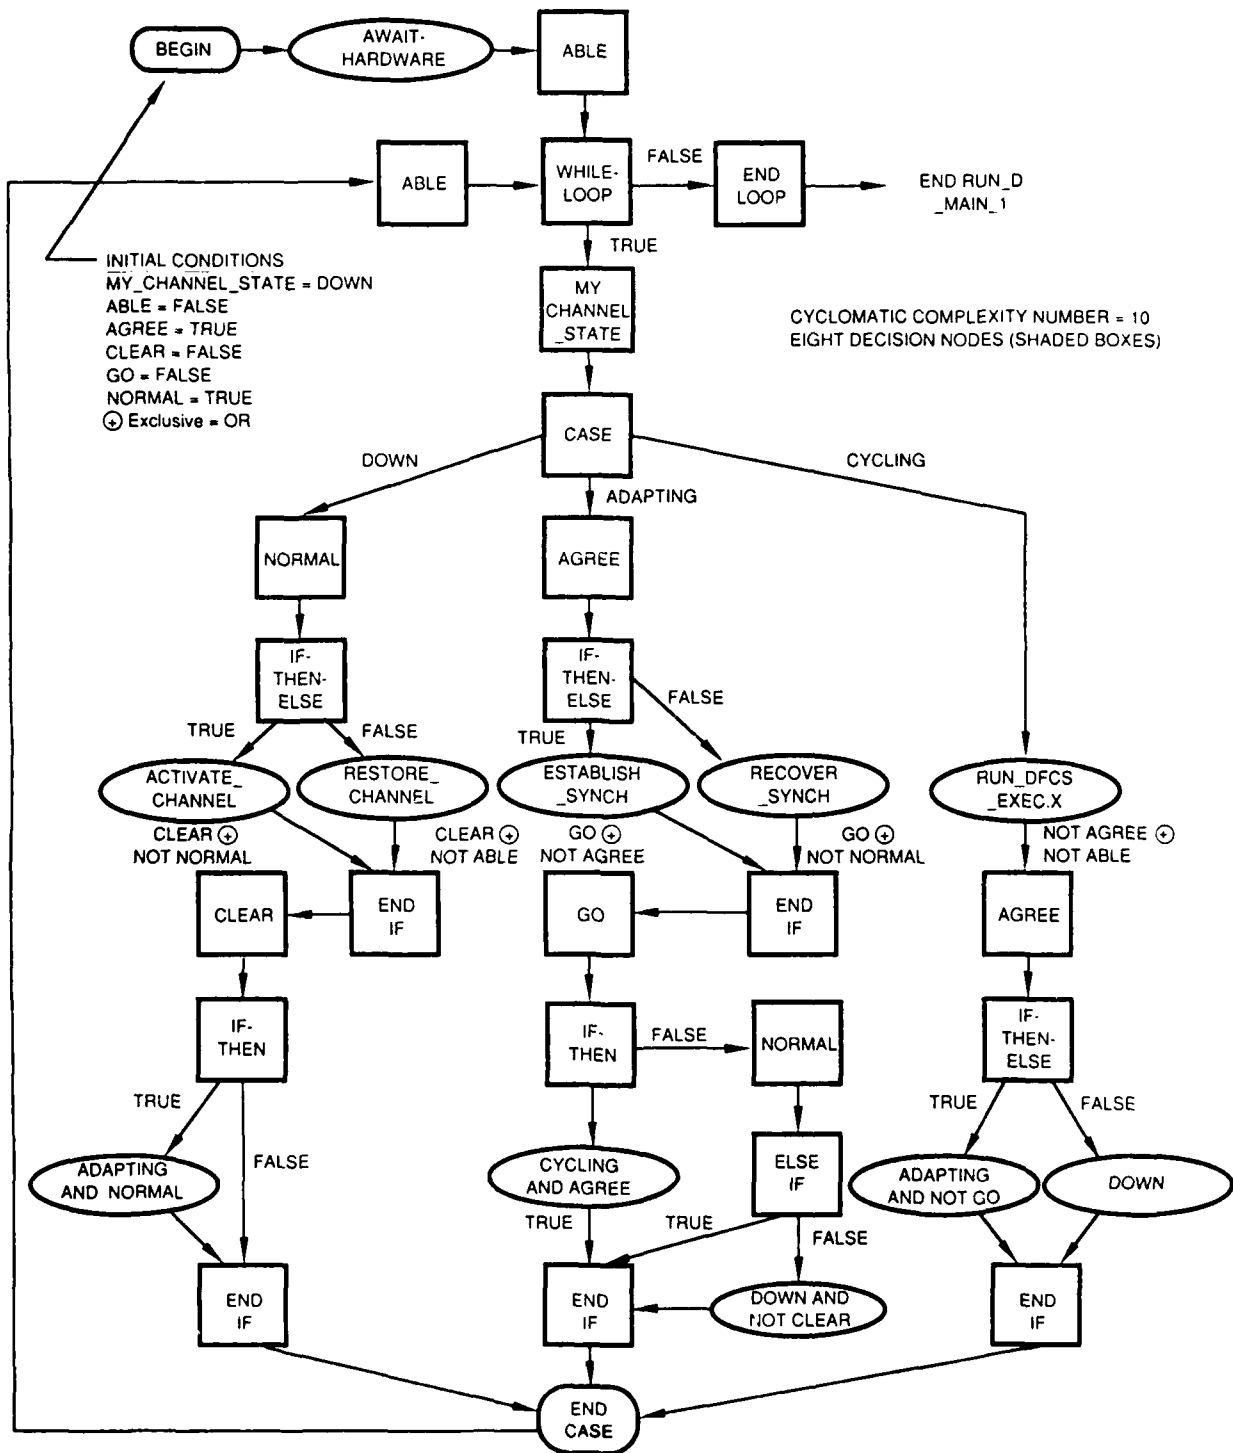 BEGIN
AWAIT-
HARDWARE
ABLE
ABLE
WHILE-
LOOP
FALSE
END
LOOP
END RUN_D
_MAIN_1
TRUE
INITIAL CONDITIONS
MY_CHANNEL_STATE = DOWN
ABLE = FALSE
AGREE = TRUE
CLEAR = FALSE
GO = FALSE
NORMAL = TRUE
⊕ Exclusive = OR
MY
CHANNEL
_STATE
CYCLOMATIC COMPLEXITY NUMBER = 10
EIGHT DECISION NODES (SHADED BOXES)
CASE
DOWN
ADAPTING
CYCLING
NORMAL
AGREE
IF-
THEN-
ELSE
IF-
THEN-
ELSE
TRUE
FALSE
TRUE
FALSE
ACTIVATE_
CHANNEL
RESTORE_
CHANNEL
ESTABLISH
_SYNCH
RECOVER
_SYNCH
RUN_DFCS
_EXEC.X
CLEAR ⊕
NOT NORMAL
CLEAR ⊕
NOT ABLE
GO ⊕
NOT AGREE
GO ⊕
NOT NORMAL
NOT AGREE ⊕
NOT ABLE
CLEAR
END
IF
GO
END
IF
AGREE
IF-
THEN
IF-
THEN
FALSE
NORMAL
IF-
THEN-
ELSE
TRUE
FALSE
TRUE
FALSE
ADAPTING
AND NORMAL
CYCLING
AND AGREE
ELSE
IF
ADAPTING
AND NOT GO
DOWN
TRUE
TRUE
FALSE
END
IF
END
IF
DOWN AND
NOT CLEAR
END
IF
END
CASE